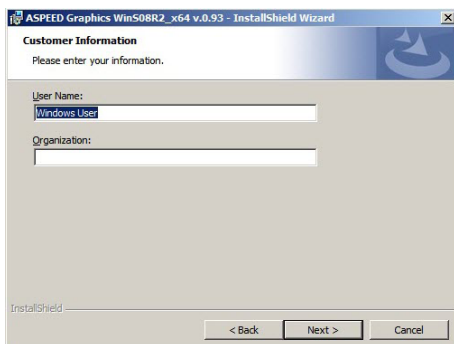 ASPEED Graphics WinS08R2_x64 v.0.93 - InstallShield Wizard
Customer Information
Please enter your information.
User Name:
Windows User
Organization:
InstallShield
< Back Next > Cancel